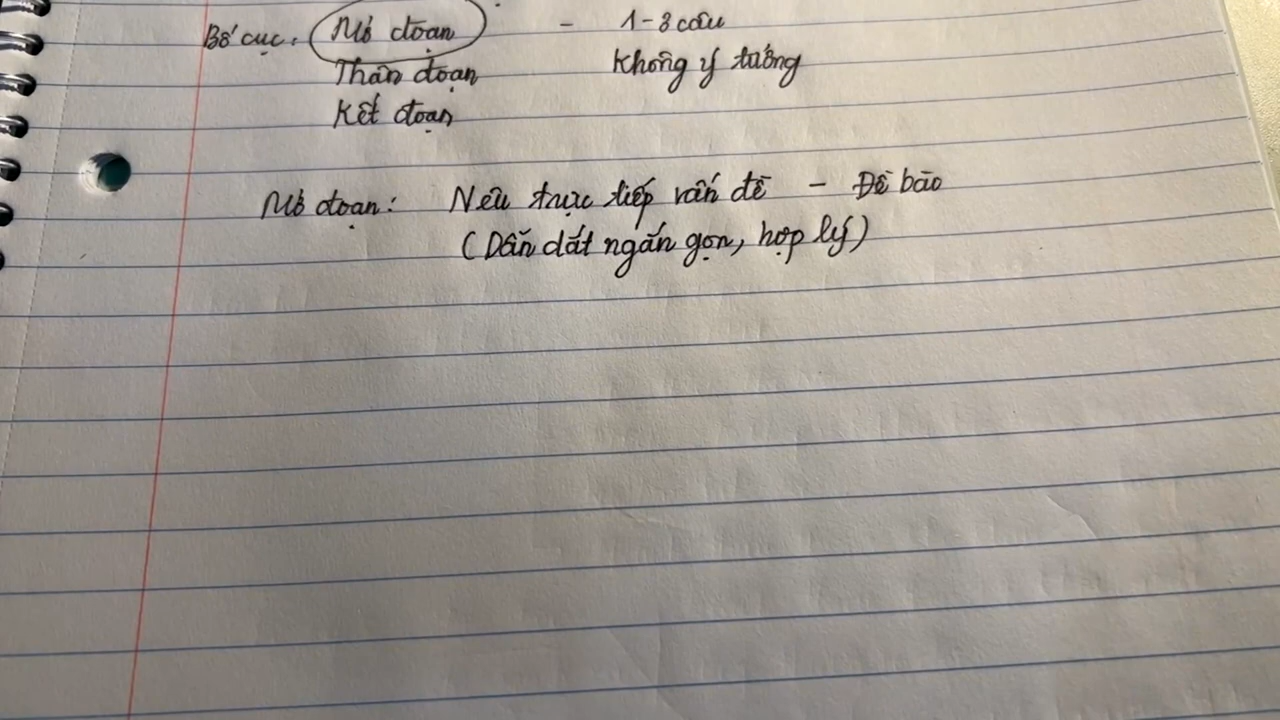 Bố cục: Mở đoạn - 1-3 câu
Thân đoạn Không ý tưởng
Kết đoạn
Mở đoạn: Nêu trực tiếp vấn đề - Đề bào
(Dẫn dắt ngắn gọn, hợp lý)